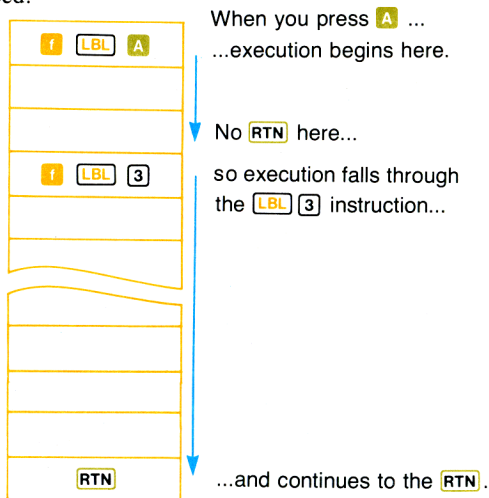 When you press A ...
f LBL A ...execution begins here.
No RTN here...
f LBL 3 so execution falls through
the LBL 3 instruction...
RTN ...and continues to the RTN.